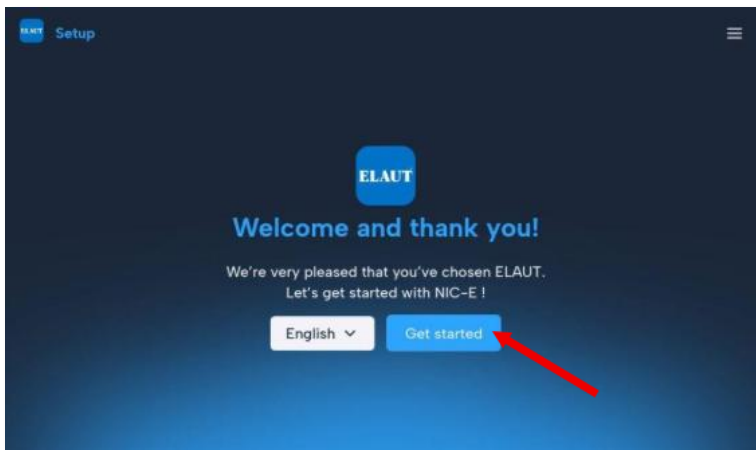 ELAUT Setup
ELAUT
Welcome and thank you!
We're very pleased that you've chosen ELAUT.
Let's get started with NIC-E !
English
Get started